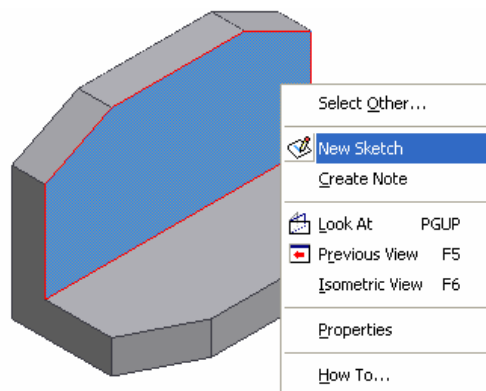 Select Other...
New Sketch
Create Note
Look At PGUP
Previous View F5
Isometric View F6
Properties
How To...